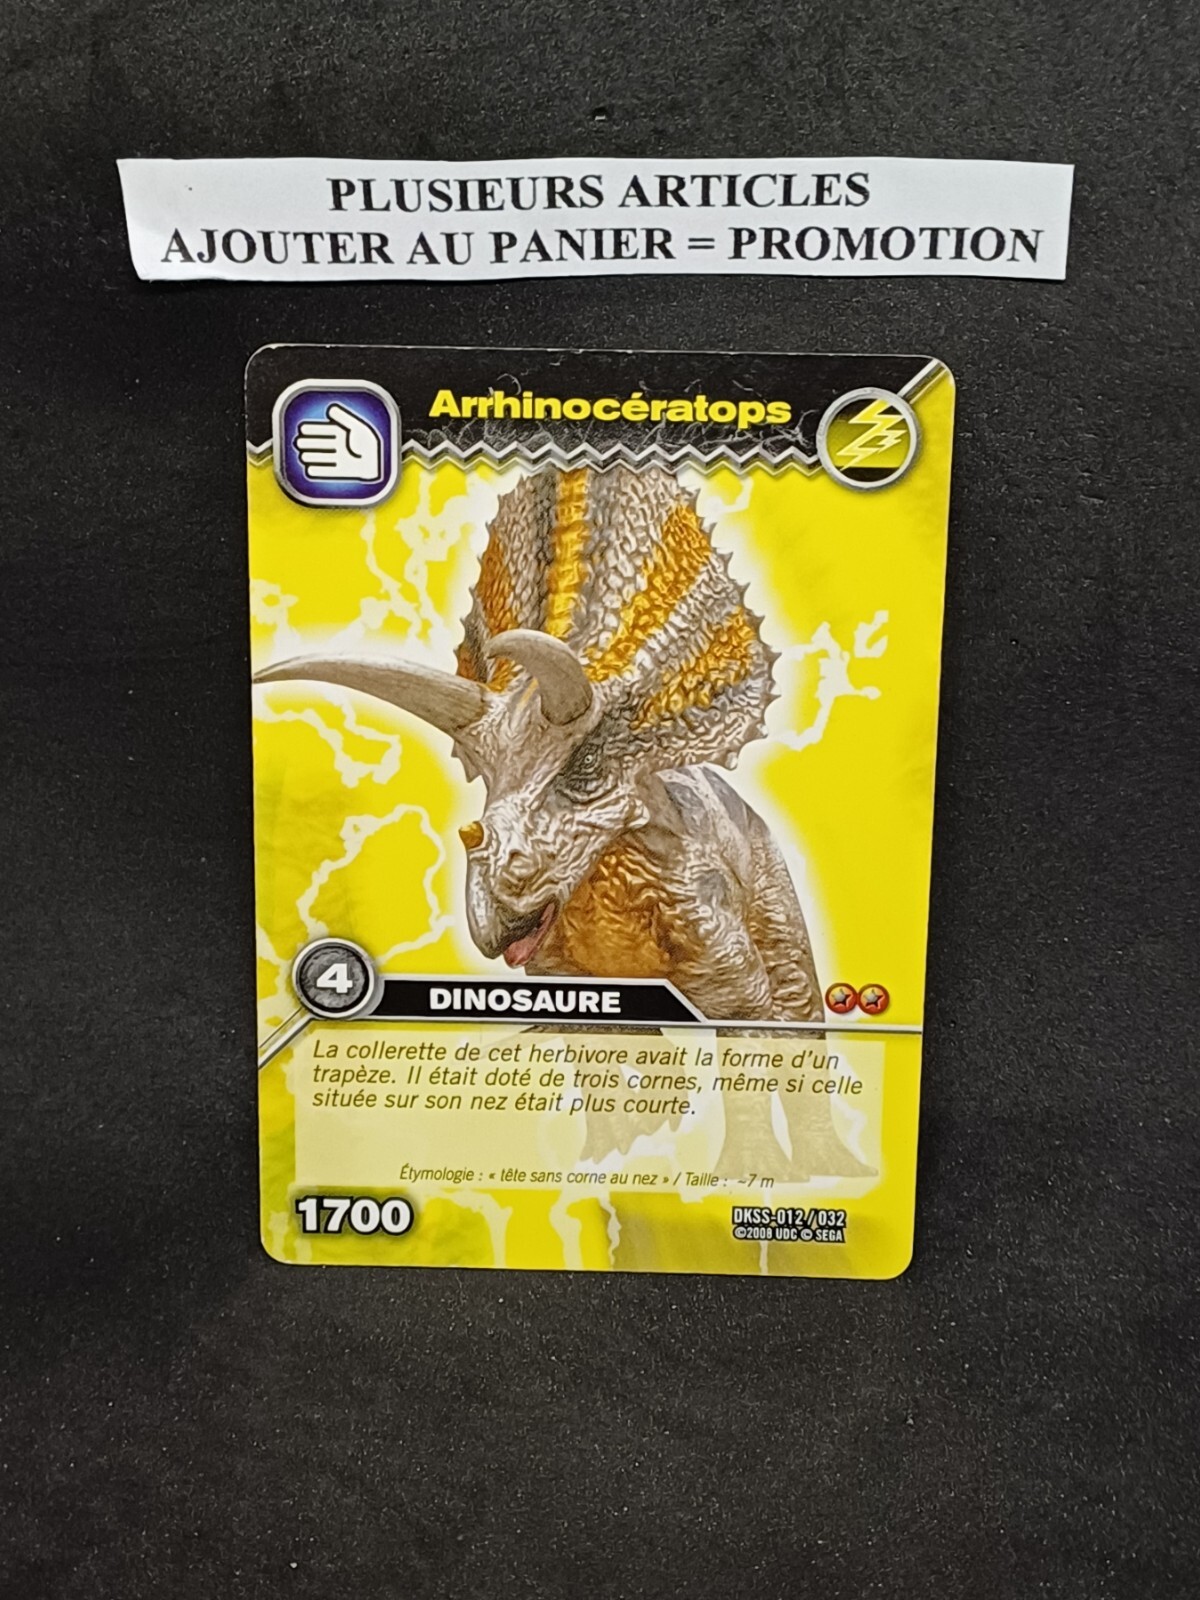 PLUSIEURS ARTICLES
AJOUTER AU PANIER = PROMOTION
Arrhinocératops
4
DINOSAURE
La collerette de cet herbivore avait la forme d'un
trapèze. Il était doté de trois cornes, même si celle
située sur son nez était plus courte.
Étymologie : « tête sans corne au nez » / Taille : ~7 m
1700
DKSS-012/032
©2008 UDC © SEGA